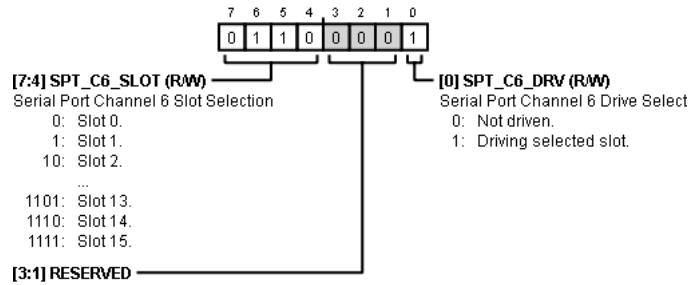 7 6 5 4 3 2 1 0
0 1 1 0 0 0 0 1
[7:4] SPT_C6_SLOT (R/W)
Serial Port Channel 6 Slot Selection
0: Slot 0.
1: Slot 1.
10: Slot 2.
...
1101: Slot 13.
1110: Slot 14.
1111: Slot 15.
[3:1] RESERVED
[0] SPT_C6_DRV (R/W)
Serial Port Channel 6 Drive Select
0: Not driven.
1: Driving selected slot.